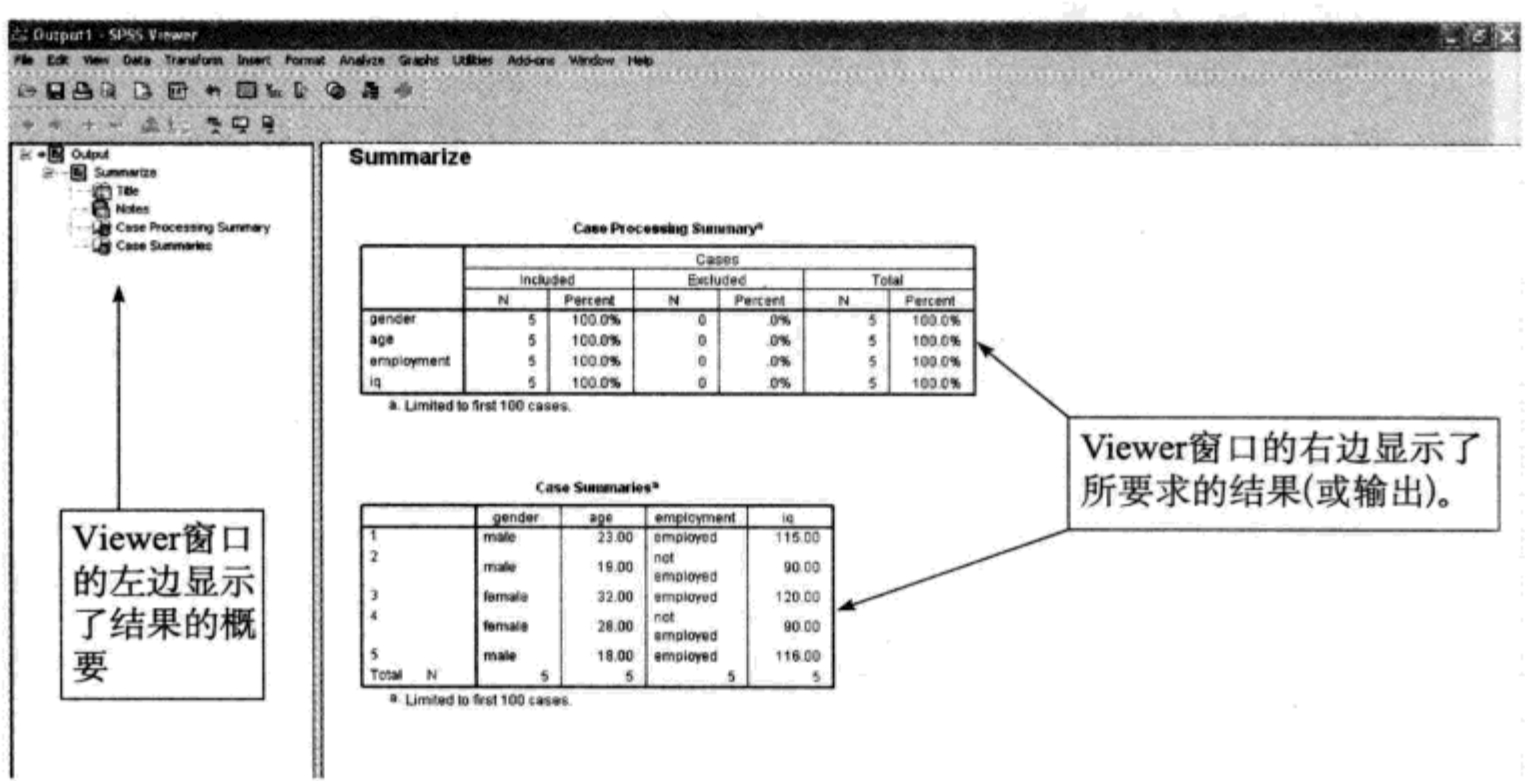 Output1 - SPSS Viewer
File Edit View Data Transform Insert Format Analyze Graphs Utilities Add-ons Window Help
Output
Summarize
Title
Notes
Case Processing Summary
Case Summaries
Viewer窗口
的左边显示
了结果的概
要
Summarize
Case Processing Summaryᵃ
Cases
Included Excluded Total
N Percent N Percent N Percent
gender 5 100.0% 0 .0% 5 100.0%
age 5 100.0% 0 .0% 5 100.0%
employment 5 100.0% 0 .0% 5 100.0%
iq 5 100.0% 0 .0% 5 100.0%
a. Limited to first 100 cases.
Case Summariesᵃ
gender age employment iq
1 male 23.00 employed 115.00
2 male 19.00 not employed 90.00
3 female 32.00 employed 120.00
4 female 28.00 not employed 90.00
5 male 18.00 employed 116.00
Total N 5 5 5 5
a. Limited to first 100 cases.
Viewer窗口的右边显示了
所要求的结果(或输出)。